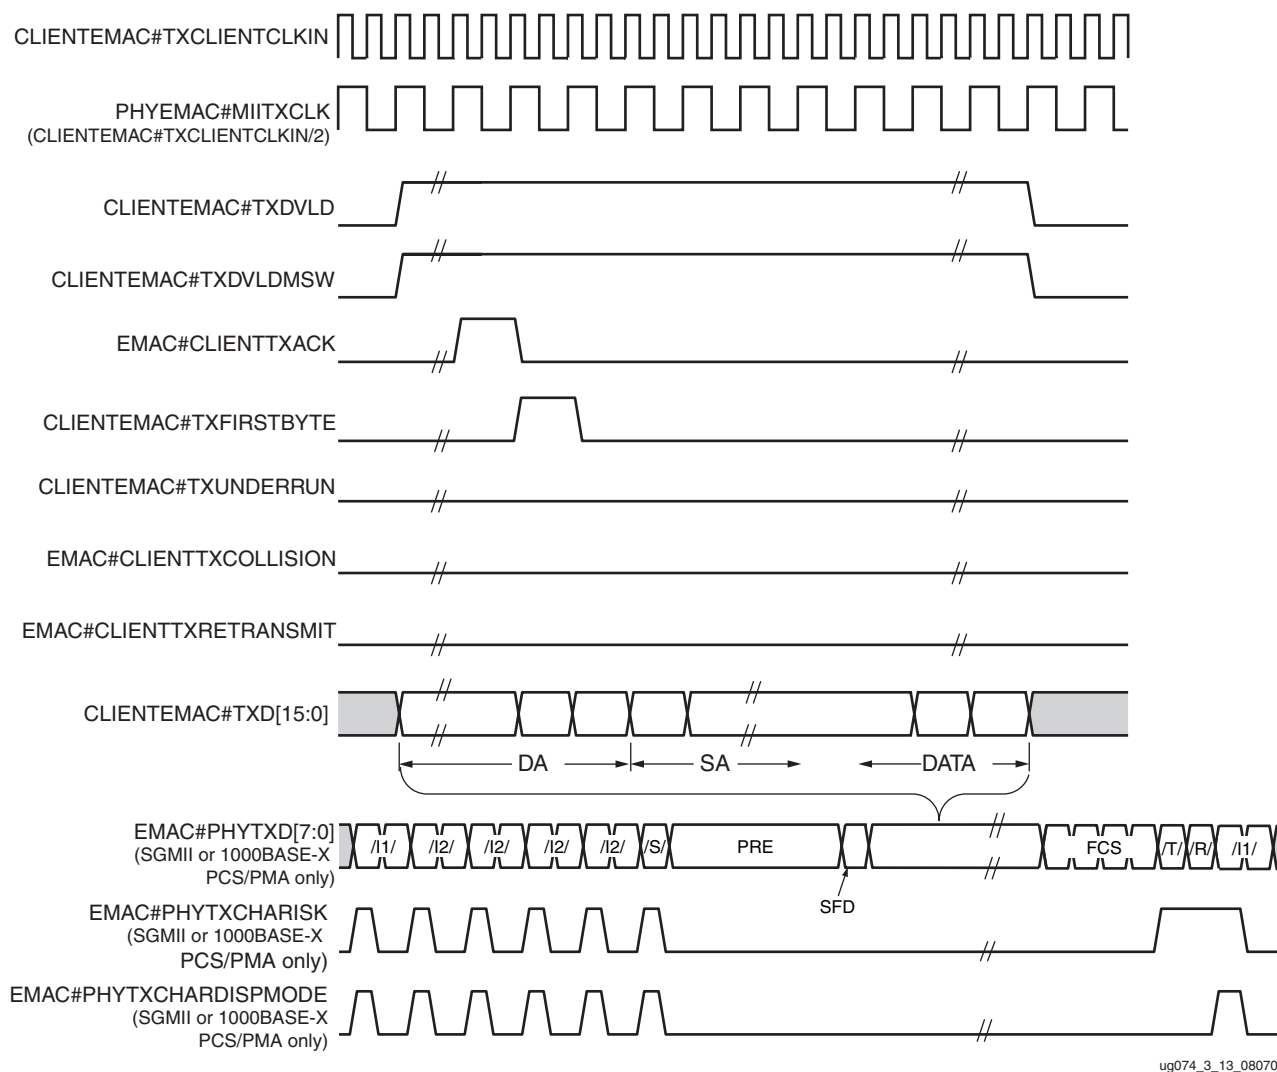 CLIENTEMAC#TXCLIENTCLKIN
PHYEMAC#MIITXCLK
(CLIENTEMAC#TXCLIENTCLKIN/2)
CLIENTEMAC#TXDVLD
CLIENTEMAC#TXDVLDMSW
EMAC#CLIENTTXACK
CLIENTEMAC#TXFIRSTBYTE
CLIENTEMAC#TXUNDERRUN
EMAC#CLIENTTXCOLLISION
EMAC#CLIENTTXRETRANSMIT
CLIENTEMAC#TXD[15:0]
DA SA DATA
EMAC#PHYTXD[7:0]
(SGMII or 1000BASE-X
PCS/PMA only)
/I1/ /I2/ /I2/ /I2/ /I2/ /S/ PRE FCS /T/ /R/ /I1/
SFD
EMAC#PHYTXCHARISK
(SGMII or 1000BASE-X
PCS/PMA only)
EMAC#PHYTXCHARDISPMODE
(SGMII or 1000BASE-X
PCS/PMA only)
ug074_3_13_08070